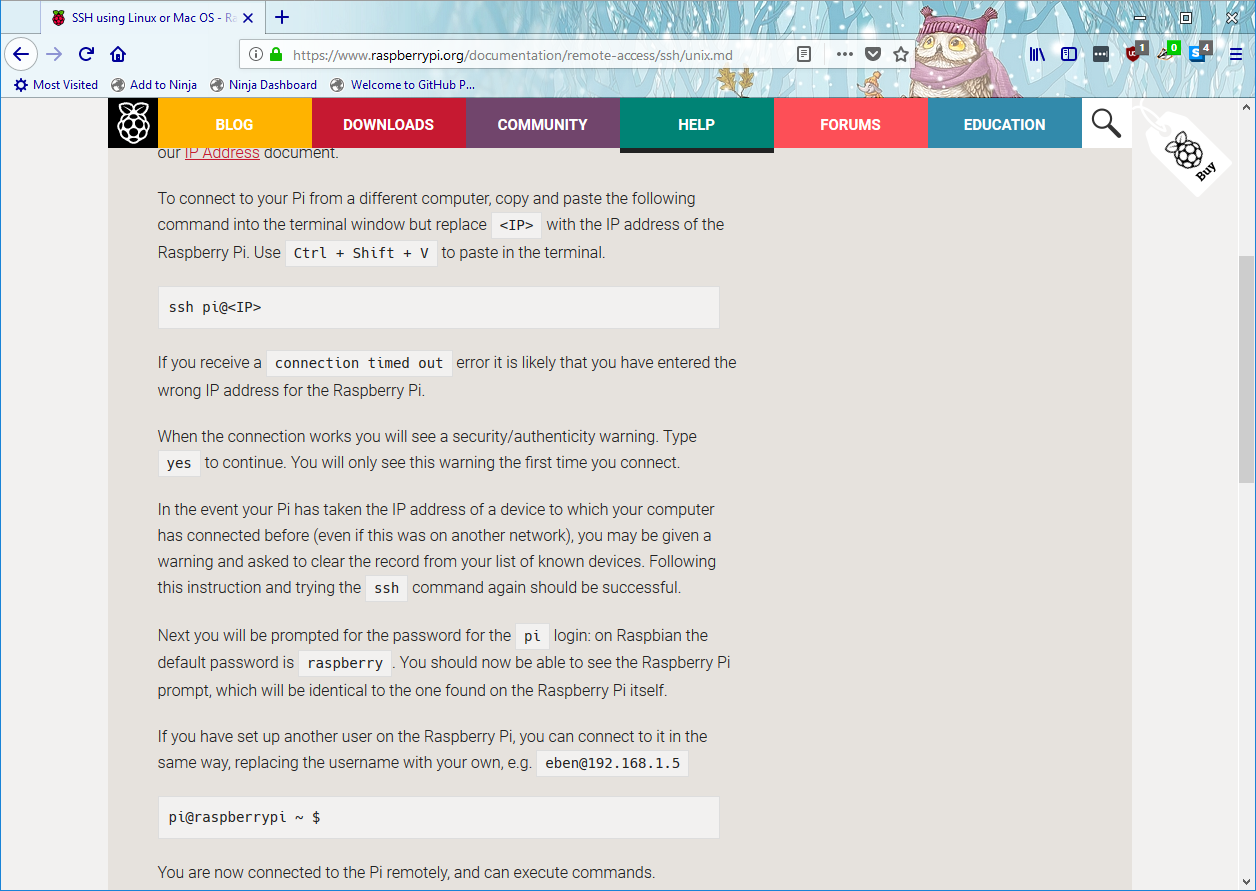 SSH using Linux or Mac OS - Ra
https://www.raspberrypi.org/documentation/remote-access/ssh/unix.md
1
0
S 4
Most Visited
Add to Ninja
Ninja Dashboard
Welcome to GitHub P...
BLOG
DOWNLOADS
COMMUNITY
HELP
FORUMS
EDUCATION
Buy
our IP Address document.
To connect to your Pi from a different computer, copy and paste the following
command into the terminal window but replace <IP> with the IP address of the
Raspberry Pi. Use Ctrl + Shift + V to paste in the terminal.
ssh pi@<IP>
If you receive a connection timed out error it is likely that you have entered the
wrong IP address for the Raspberry Pi.
When the connection works you will see a security/authenticity warning. Type
yes to continue. You will only see this warning the first time you connect.
In the event your Pi has taken the IP address of a device to which your computer
has connected before (even if this was on another network), you may be given a
warning and asked to clear the record from your list of known devices. Following
this instruction and trying the ssh command again should be successful.
Next you will be prompted for the password for the pi login: on Raspbian the
default password is raspberry. You should now be able to see the Raspberry Pi
prompt, which will be identical to the one found on the Raspberry Pi itself.
If you have set up another user on the Raspberry Pi, you can connect to it in the
same way, replacing the username with your own, e.g. eben@192.168.1.5
pi@raspberrypi ~ $
You are now connected to the Pi remotely, and can execute commands.